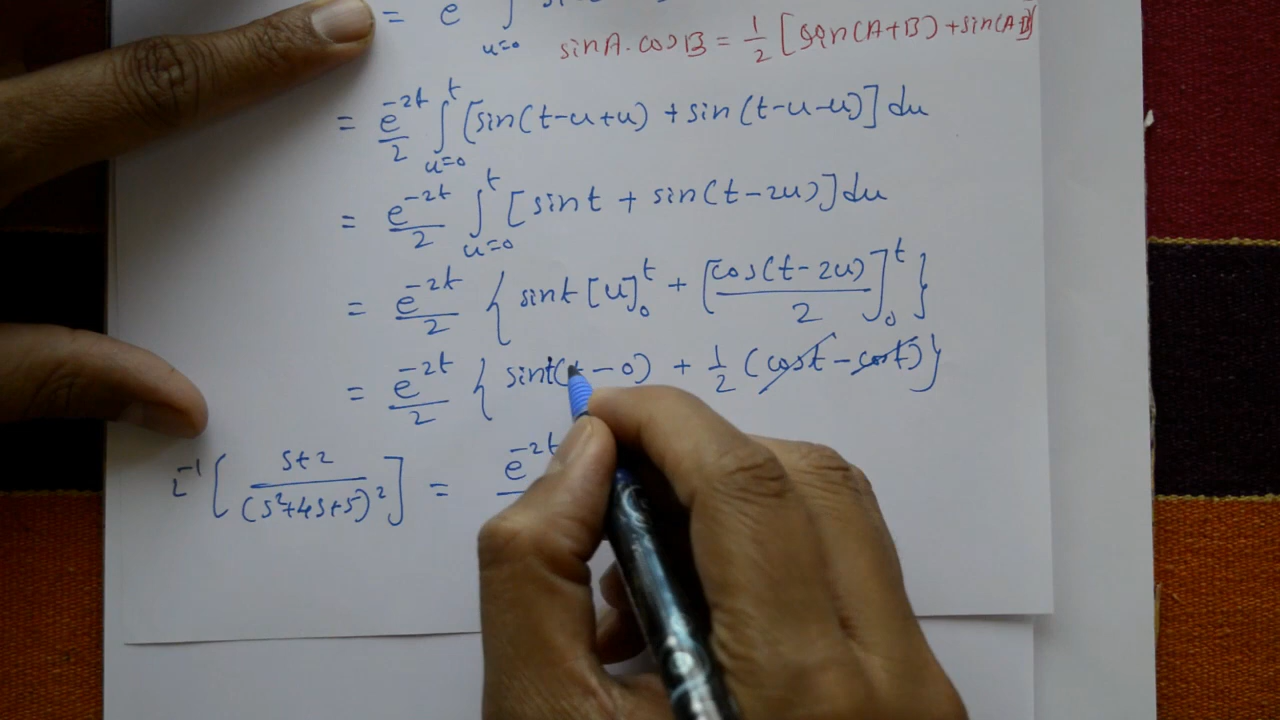 = e ∫ u=0
sinA.cosB = 1/2 [sin(A+B) + sin(A-B)]
= e^{-2t}/2 ∫_{u=0}^{t} [sin(t-u+u) + sin(t-u-u)] du
= e^{-2t}/2 ∫_{u=0}^{t} [sint + sin(t-2u)] du
= e^{-2t}/2 { sint [u]_0^t + [cos(t-2u)/2]_0^t }
= e^{-2t}/2 { sint(t-0) + 1/2 (cost - cost) }
L^{-1} [ s+2 / (s^2+4s+5)^2 ] = e^{-2t}